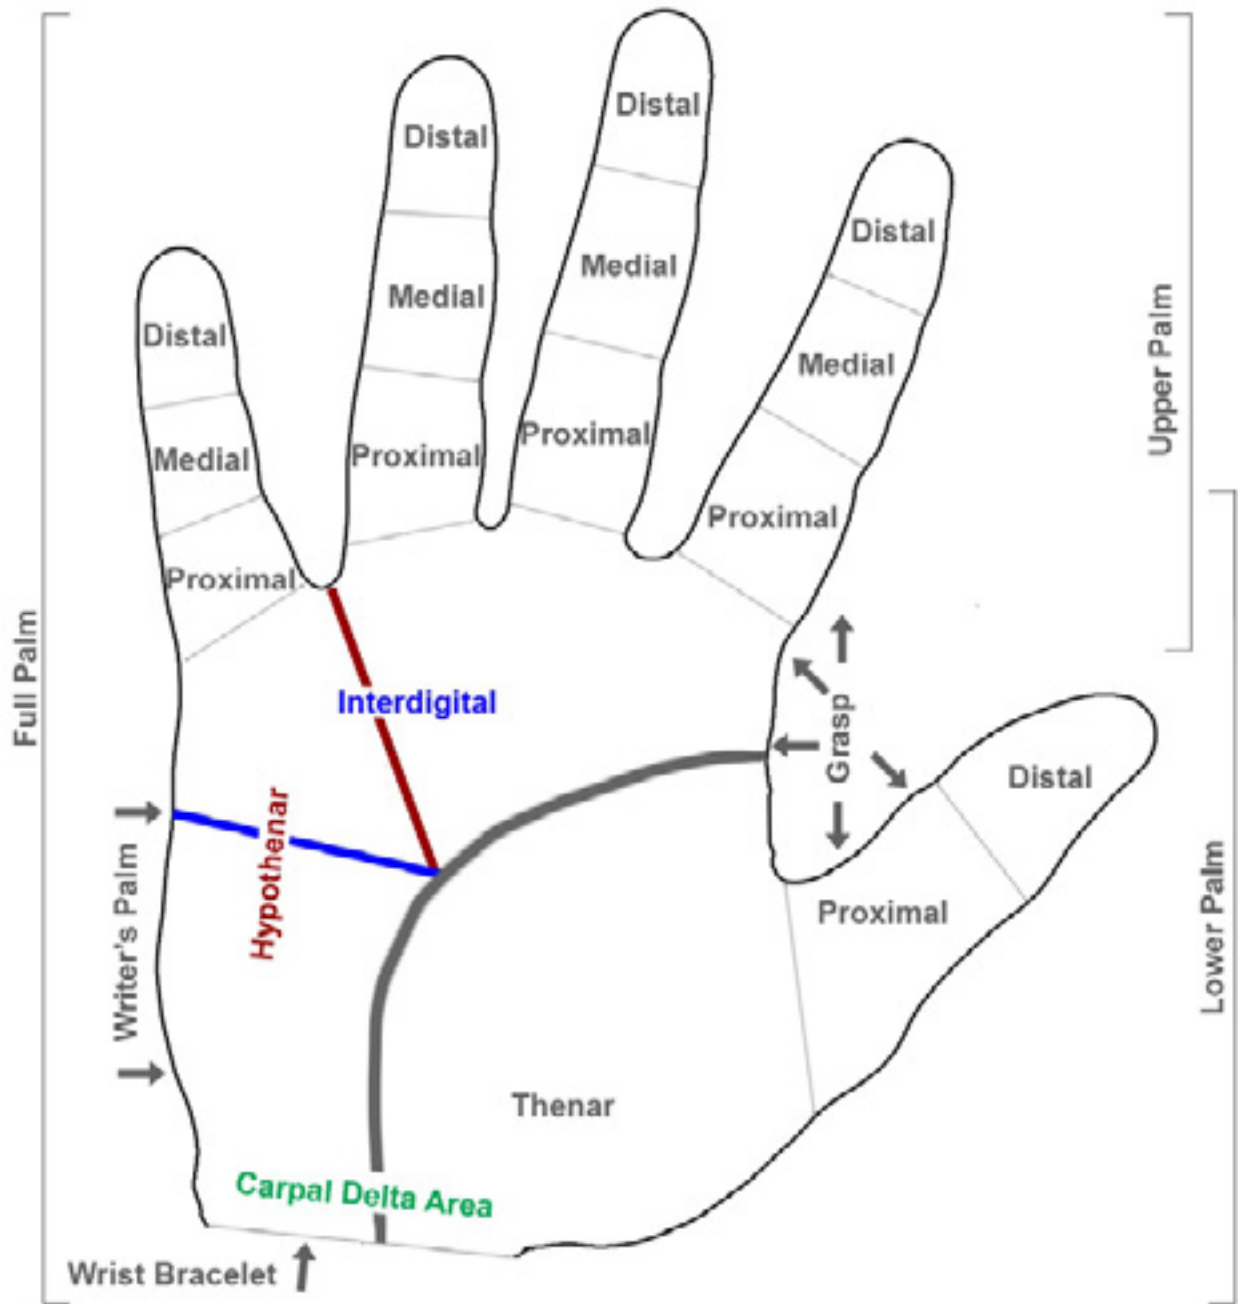 Distal
Distal
Distal
Distal
Medial
Medial
Distal
Medial
Upper Palm
Proximal
Proximal
Medial
Proximal
Proximal
Full Palm
Interdigital
Grasp
Distal
Hypothenar
Writer's Palm
Proximal
Lower Palm
Thenar
Carpal Delta Area
Wrist Bracelet